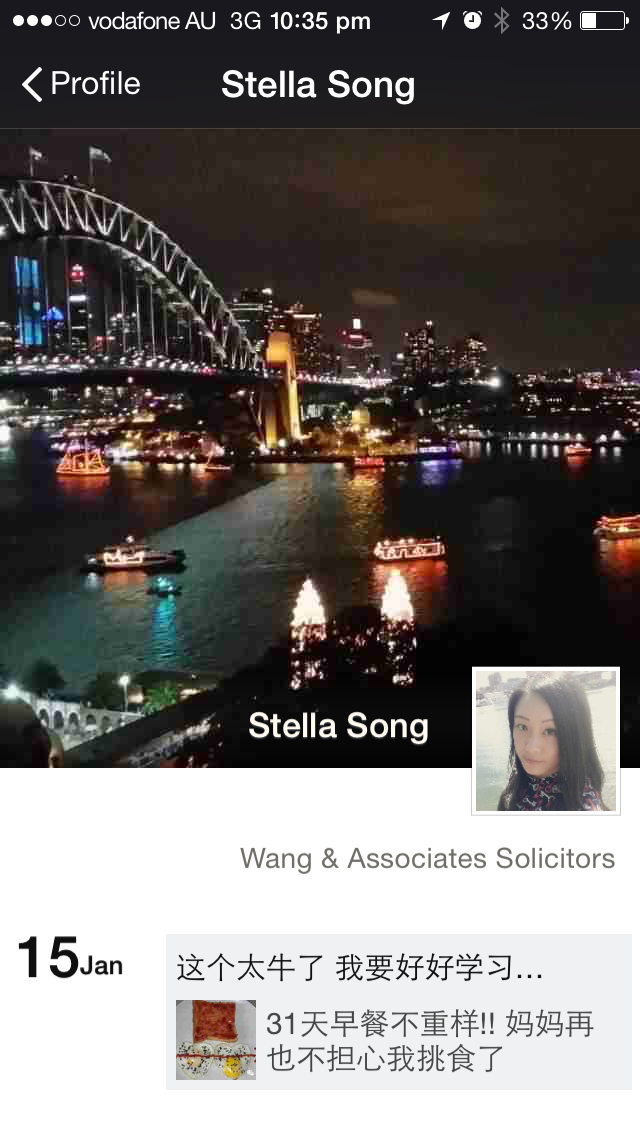 vodafone AU 3G 10:35 pm 33%
Profile Stella Song
Stella Song
Wang & Associates Solicitors
15Jan
这个太牛了 我要好好学习…
31天早餐不重样!! 妈妈再
也不担心我挑食了